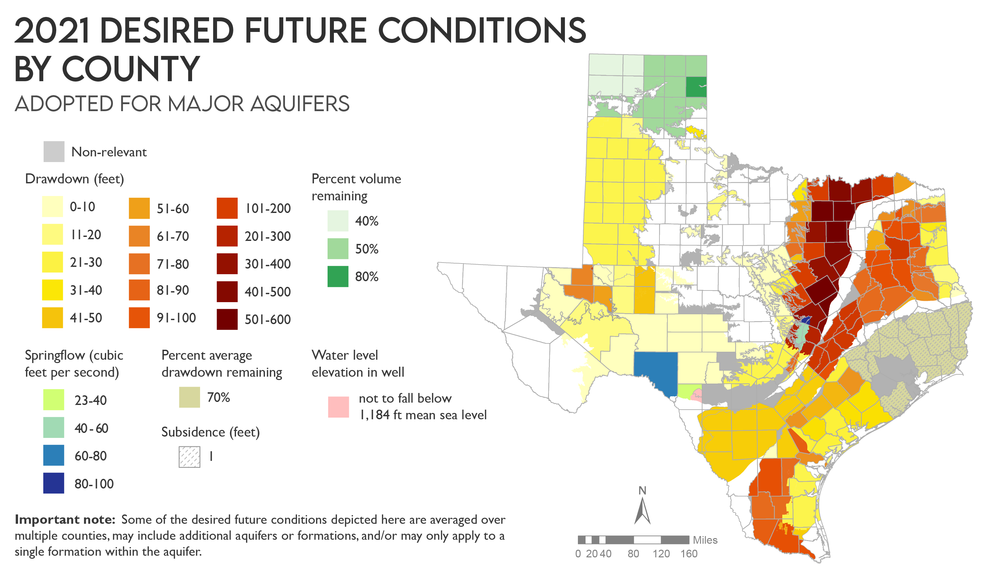 2021 DESIRED FUTURE CONDITIONS
BY COUNTY
ADOPTED FOR MAJOR AQUIFERS
Non-relevant
Drawdown (feet)
0-10
11-20
21-30
31-40
41-50
51-60
61-70
71-80
81-90
91-100
101-200
201-300
301-400
401-500
501-600
Percent volume
remaining
40%
50%
80%
Springflow (cubic
feet per second)
23-40
40-60
60-80
80-100
Percent average
drawdown remaining
70%
Subsidence (feet)
1
Water level
elevation in well
not to fall below
1,184 ft mean sea level
Important note: Some of the desired future conditions depicted here are averaged over
multiple counties, may include additional aquifers or formations, and/or may only apply to a
single formation within the aquifer.
N
Miles
0 20 40 80 120 160